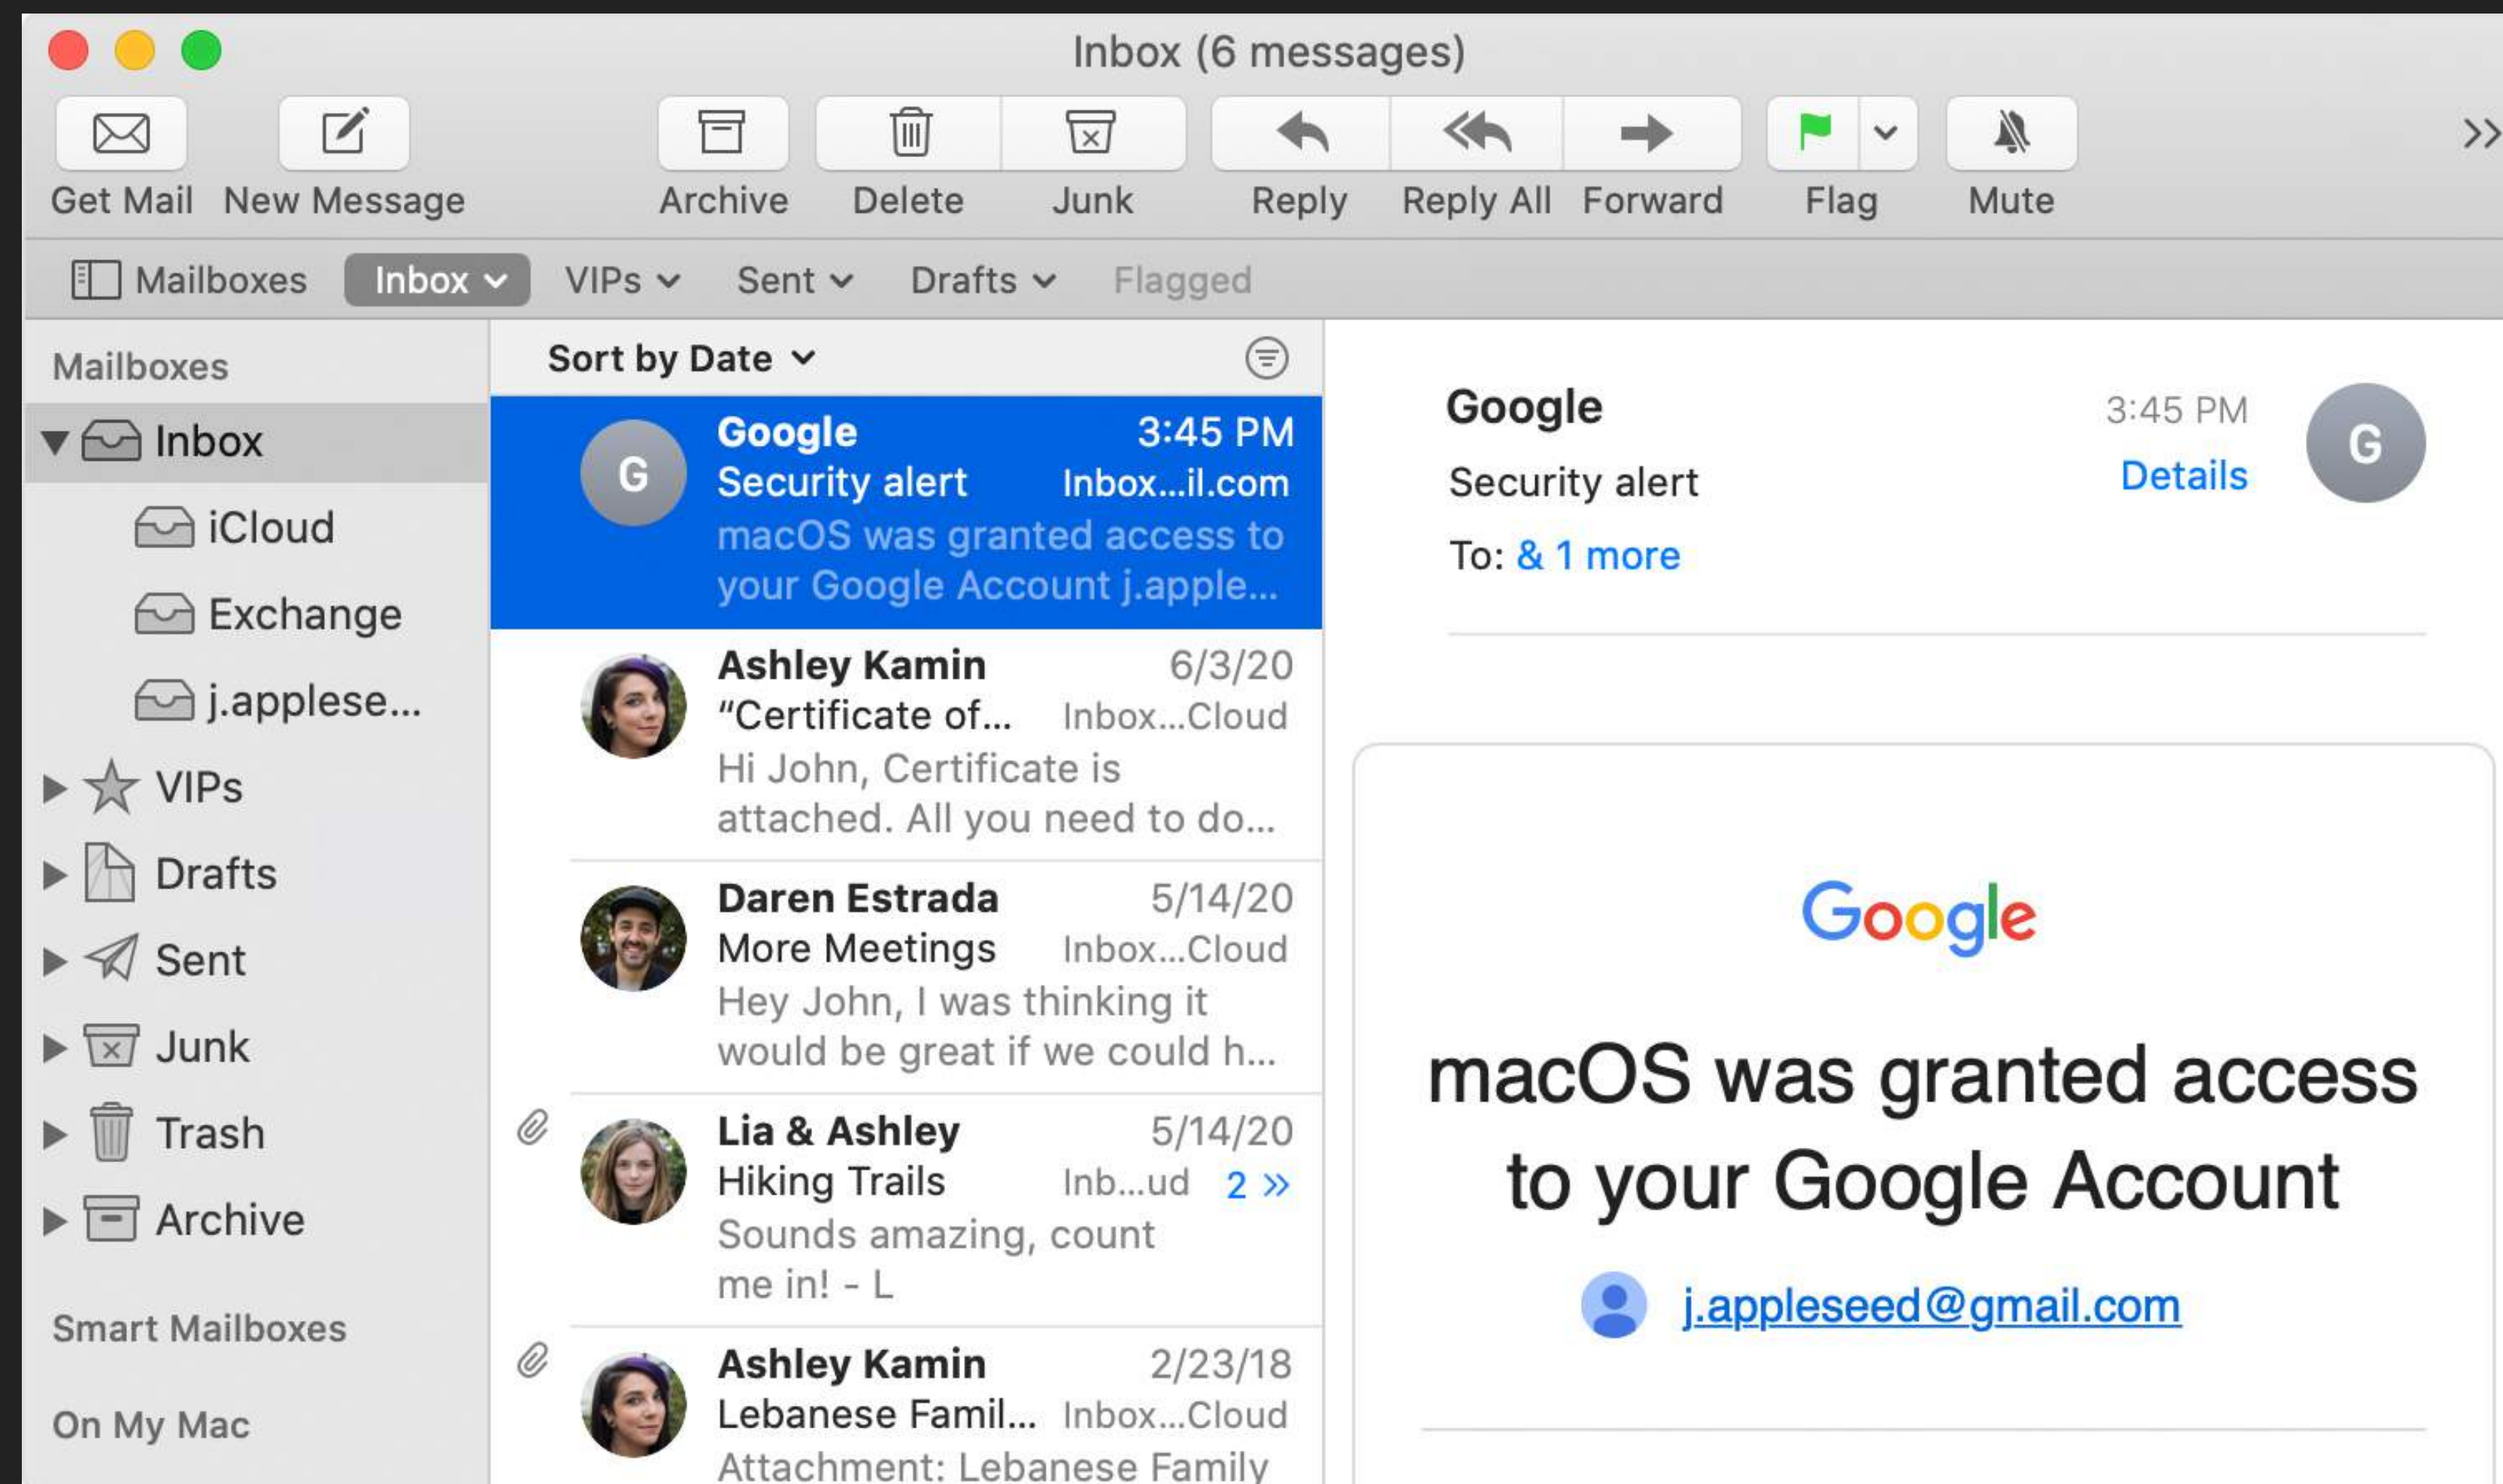 Inbox (6 messages)
Get Mail New Message Archive Delete Junk Reply Reply All Forward Flag Mute
Mailboxes Inbox VIPs Sent Drafts Flagged
Mailboxes
Inbox
iCloud
Exchange
j.applese...
VIPs
Drafts
Sent
Junk
Trash
Archive
Smart Mailboxes
On My Mac
Sort by Date
G
Google 3:45 PM
Security alert Inbox...il.com
macOS was granted access to
your Google Account j.apple...
Ashley Kamin 6/3/20
“Certificate of... Inbox...Cloud
Hi John, Certificate is
attached. All you need to do...
Daren Estrada 5/14/20
More Meetings Inbox...Cloud
Hey John, I was thinking it
would be great if we could h...
Lia & Ashley 5/14/20
Hiking Trails Inb...ud 2 »
Sounds amazing, count
me in! - L
Ashley Kamin 2/23/18
Lebanese Famil... Inbox...Cloud
Attachment: Lebanese Family
Google 3:45 PM
G
Security alert Details
To: & 1 more
Google
macOS was granted access
to your Google Account
j.appleseed@gmail.com